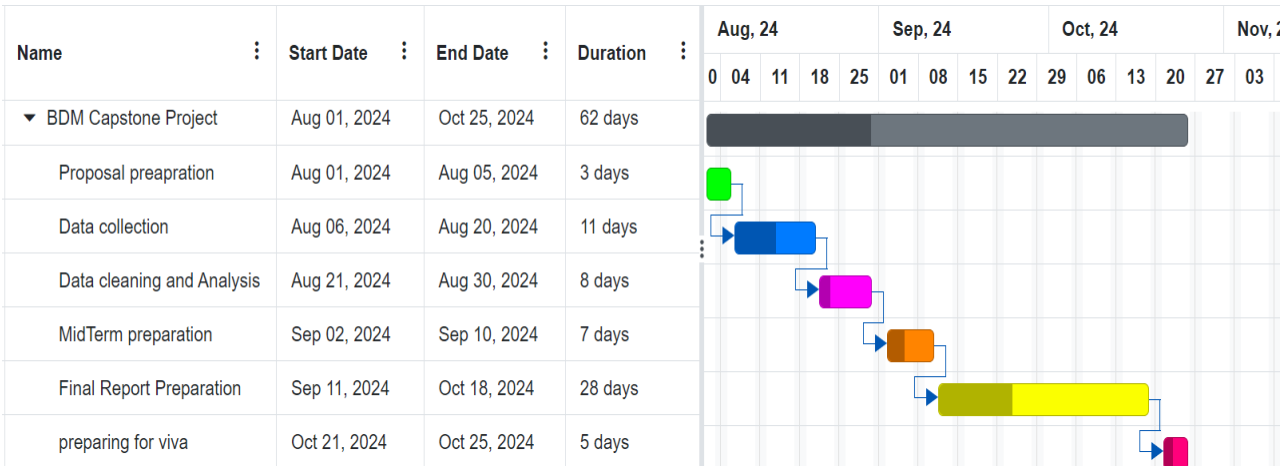 Name Start Date End Date Duration
Aug, 24 Sep, 24 Oct, 24 Nov, 2
0 04 11 18 25 01 08 15 22 29 06 13 20 27 03
BDM Capstone Project Aug 01, 2024 Oct 25, 2024 62 days
Proposal preapration Aug 01, 2024 Aug 05, 2024 3 days
Data collection Aug 06, 2024 Aug 20, 2024 11 days
Data cleaning and Analysis Aug 21, 2024 Aug 30, 2024 8 days
MidTerm preparation Sep 02, 2024 Sep 10, 2024 7 days
Final Report Preparation Sep 11, 2024 Oct 18, 2024 28 days
preparing for viva Oct 21, 2024 Oct 25, 2024 5 days